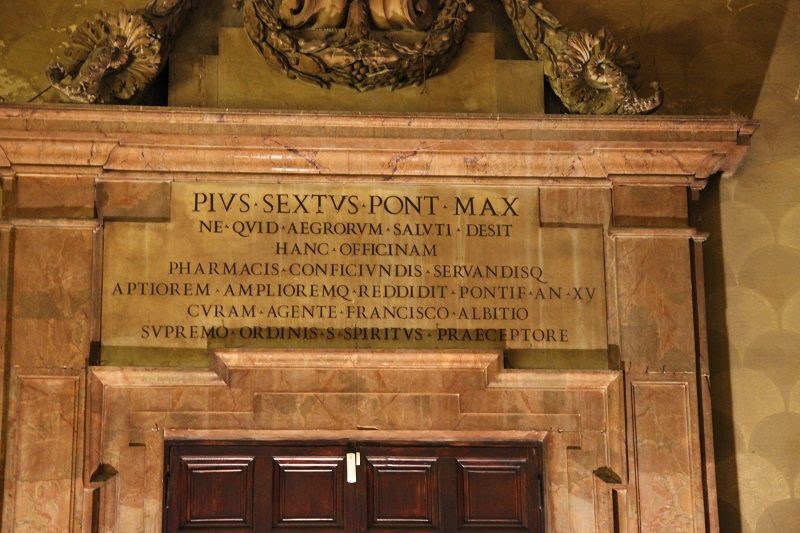 PIVS·SEXTVS·PONT·MAX
NE·QVID·AEGRORVM·SALVTI·DESIT
HANC·OFFICINAM
PHARMACIS·CONFICIVNDIS·SERVANDISQ
APTIOREM·AMPLIOREMQ·REDDIDIT·PONTIF·AN·XV
CVRAM·AGENTE·FRANCISCO·ALBITIO
SVPREMO·ORDINIS·S·SPIRITVS·PRAECEPTORE